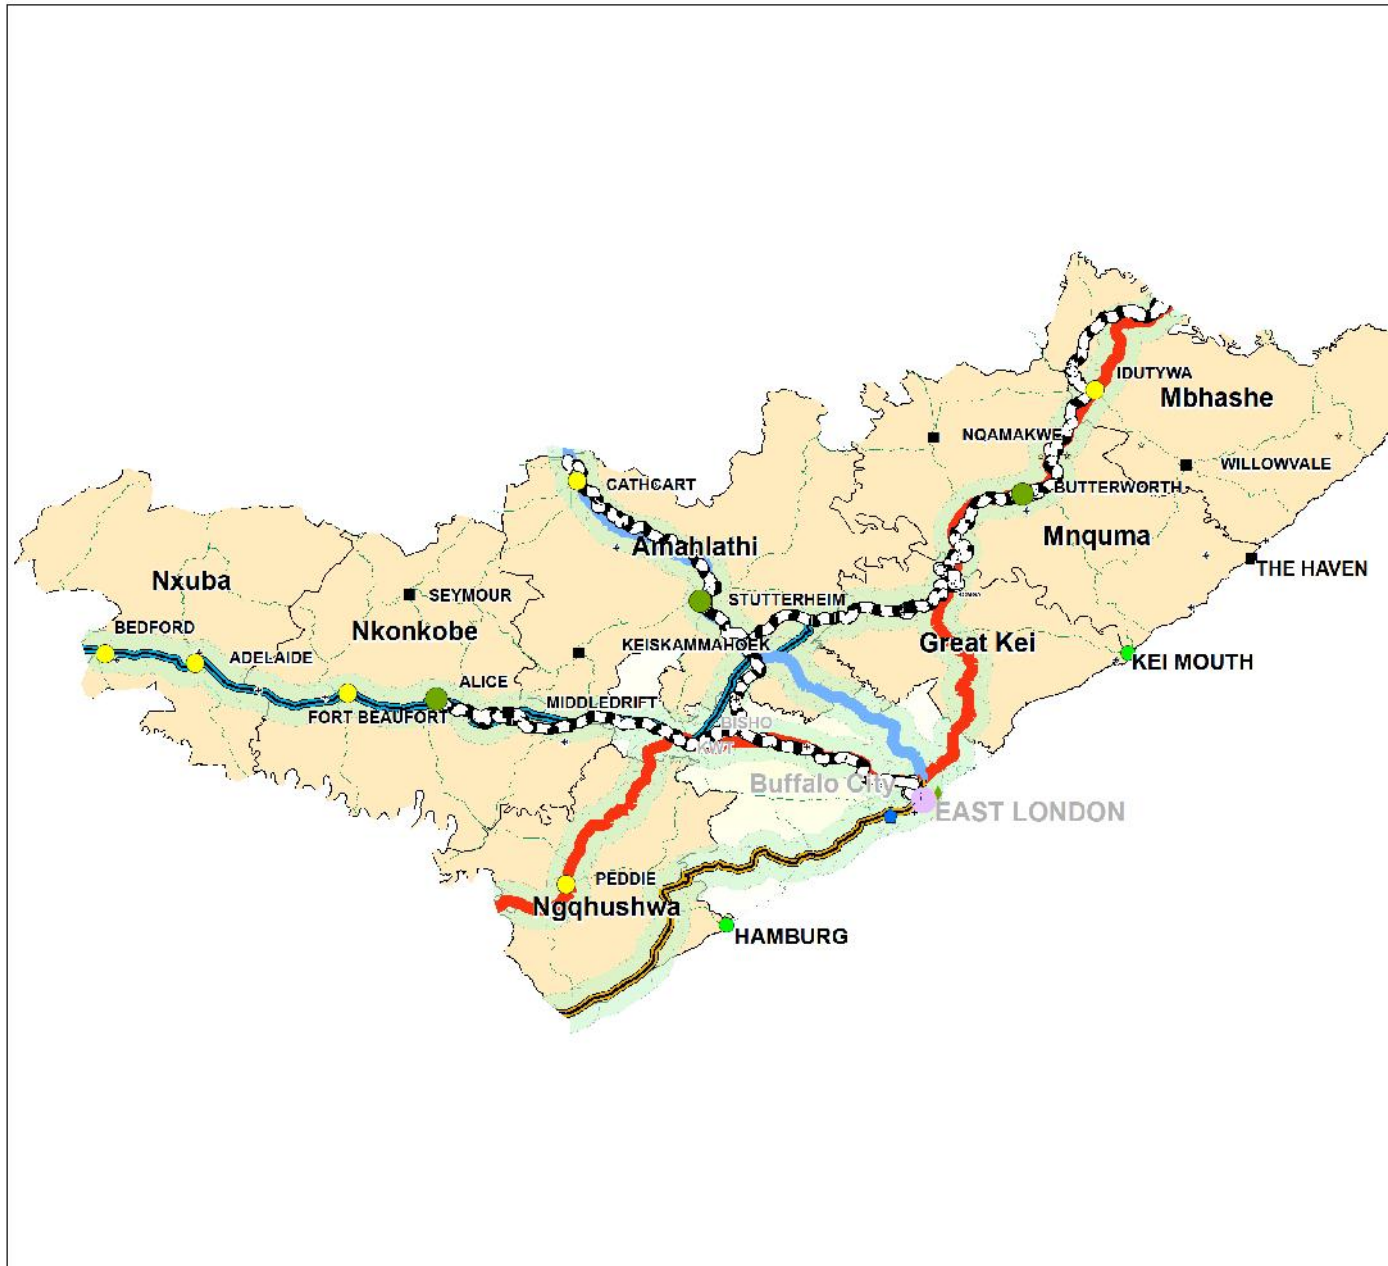 IDUTYWA
Mbhashe
NQAMAKWE
WILLOWVALE
CATHCART
BUTTERWORTH
Mnquma
Amahlathi
THE HAVEN
Nxuba
SEYMOUR
STUTTERHEIM
BEDFORD
Nkonkobe
KEISKAMMAHOEK
Great Kei
ADELAIDE
KEI MOUTH
ALICE
MIDDLEDRIFT
FORT BEAUFORT
BISHO
KWT
Buffalo City
EAST LONDON
PEDDIE
Ngqhushwa
HAMBURG